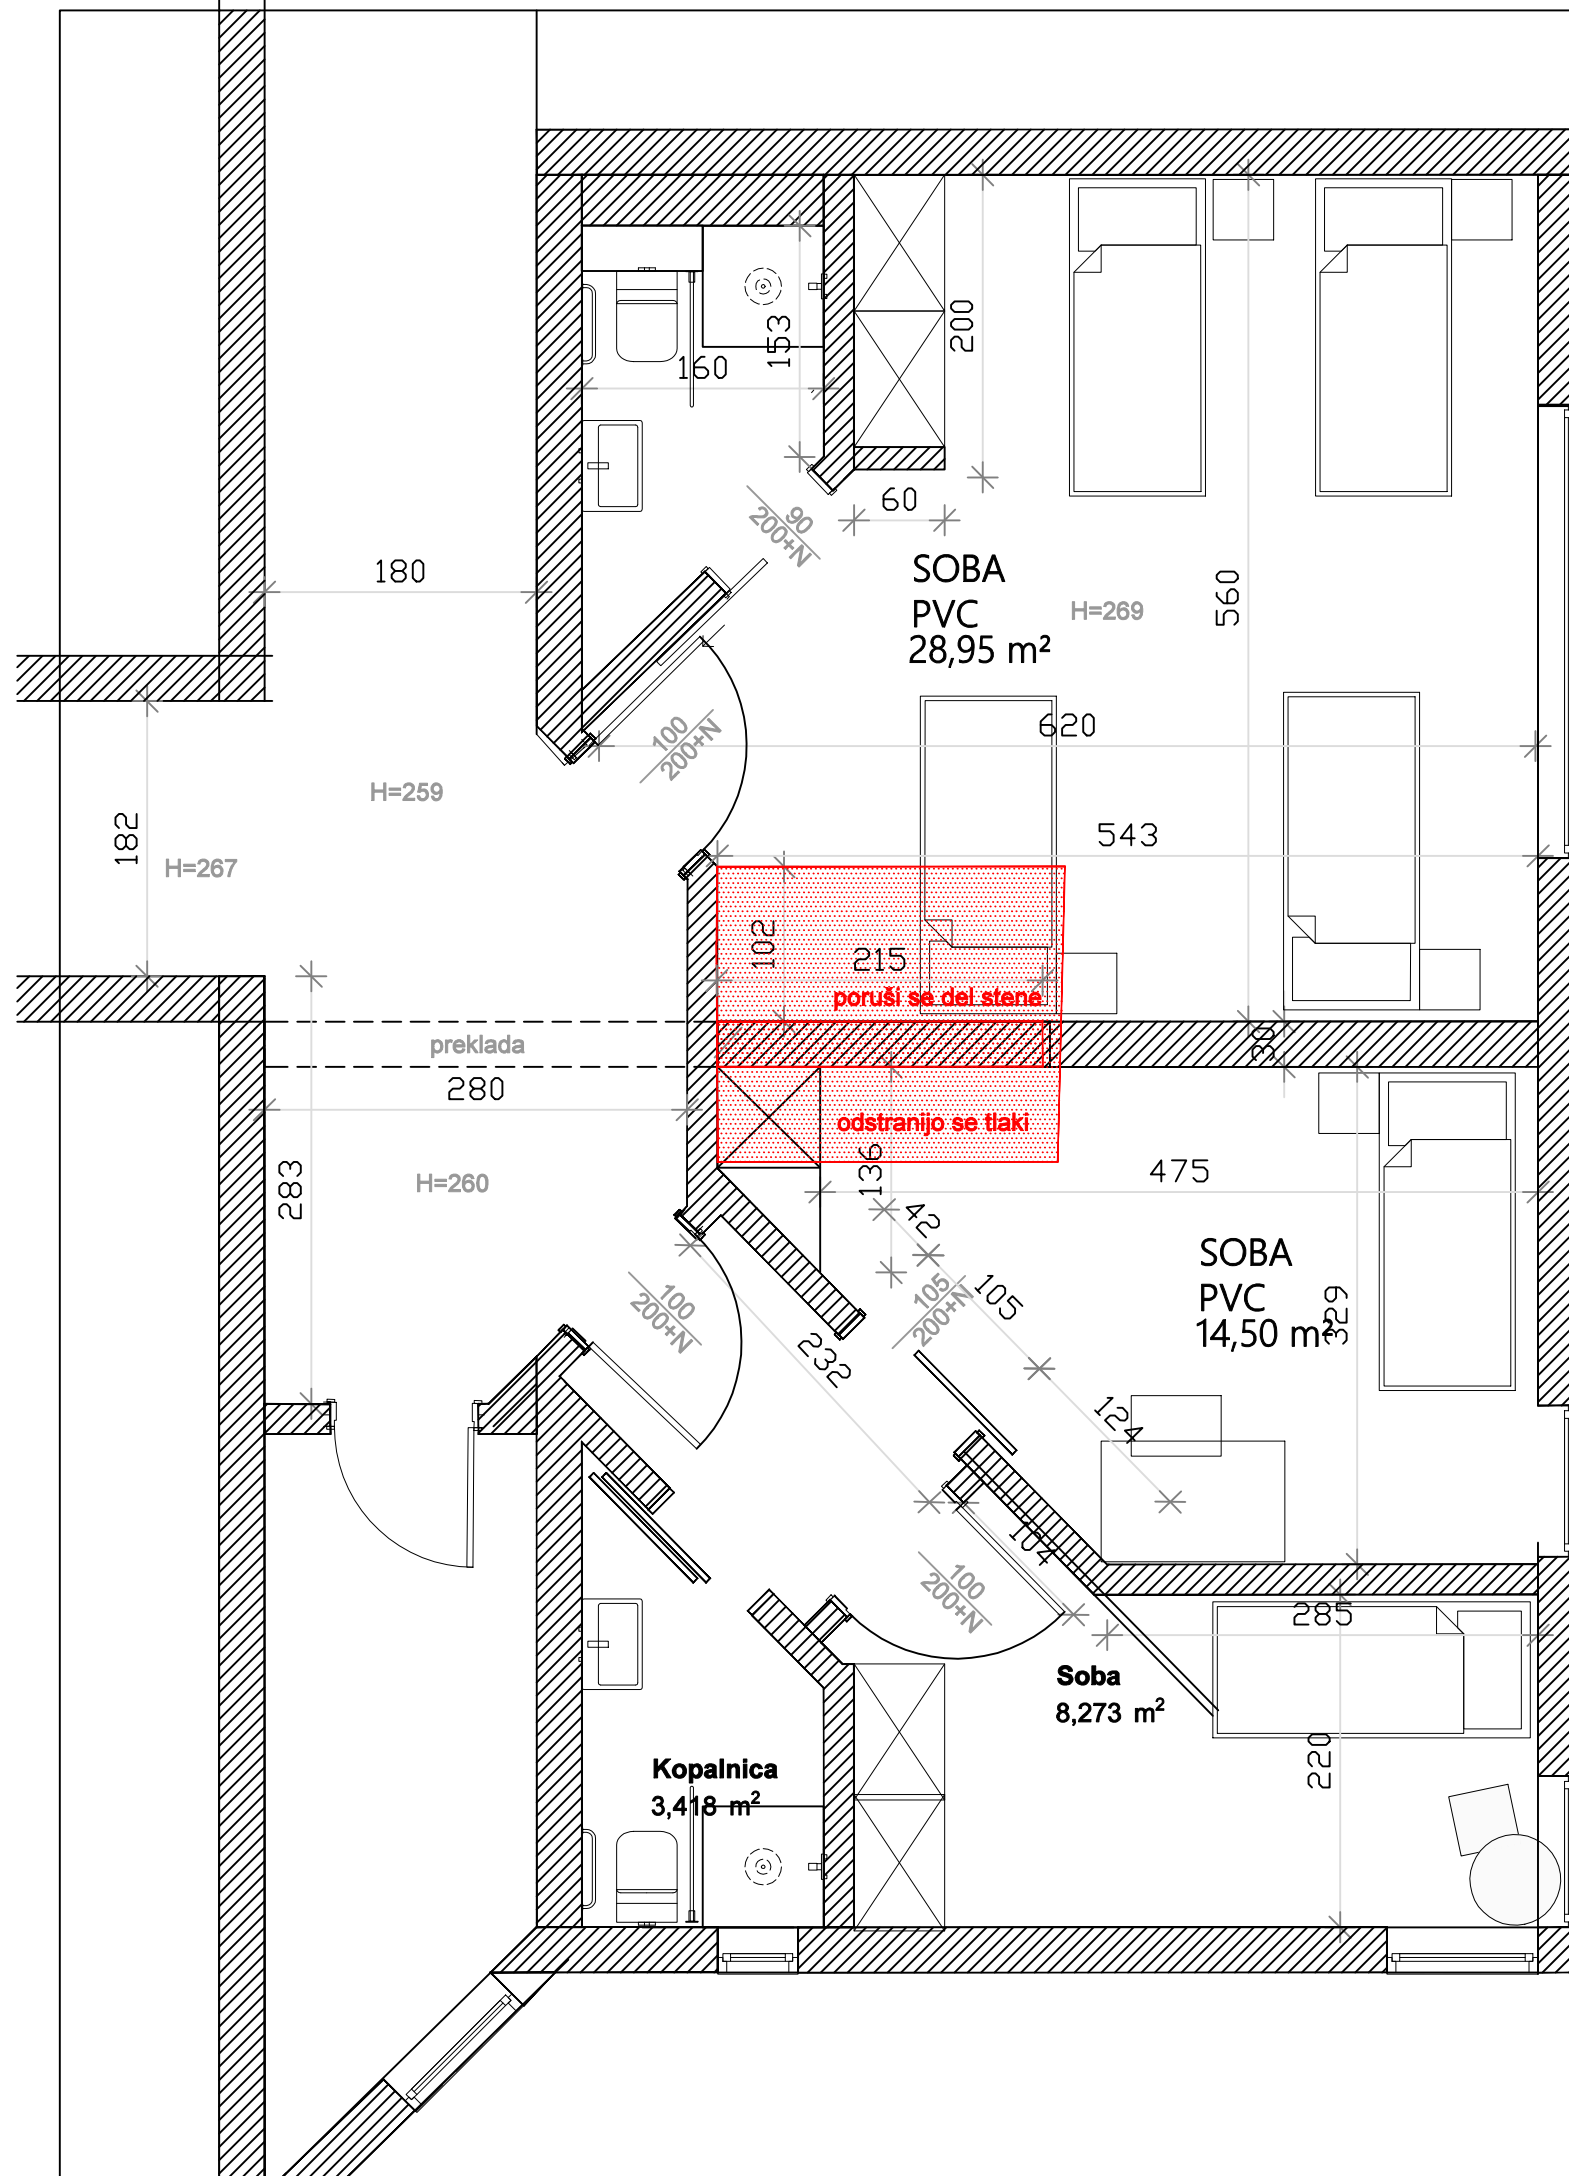 153
200
160
60
90
200+N
180
SOBA
PVC
28,95 m²
H=269
560
100
200+N
620
H=259
182
H=267
543
102
215
poruši se del stene
preklada
30
280
odstranijo se tlaki
136
475
283
H=260
42
105
200+N
105
SOBA
PVC
14,50 m²
329
100
200+N
232
124
104
100
200+N
285
Soba
8,273 m²
220
Kopalnica
3,418 m²